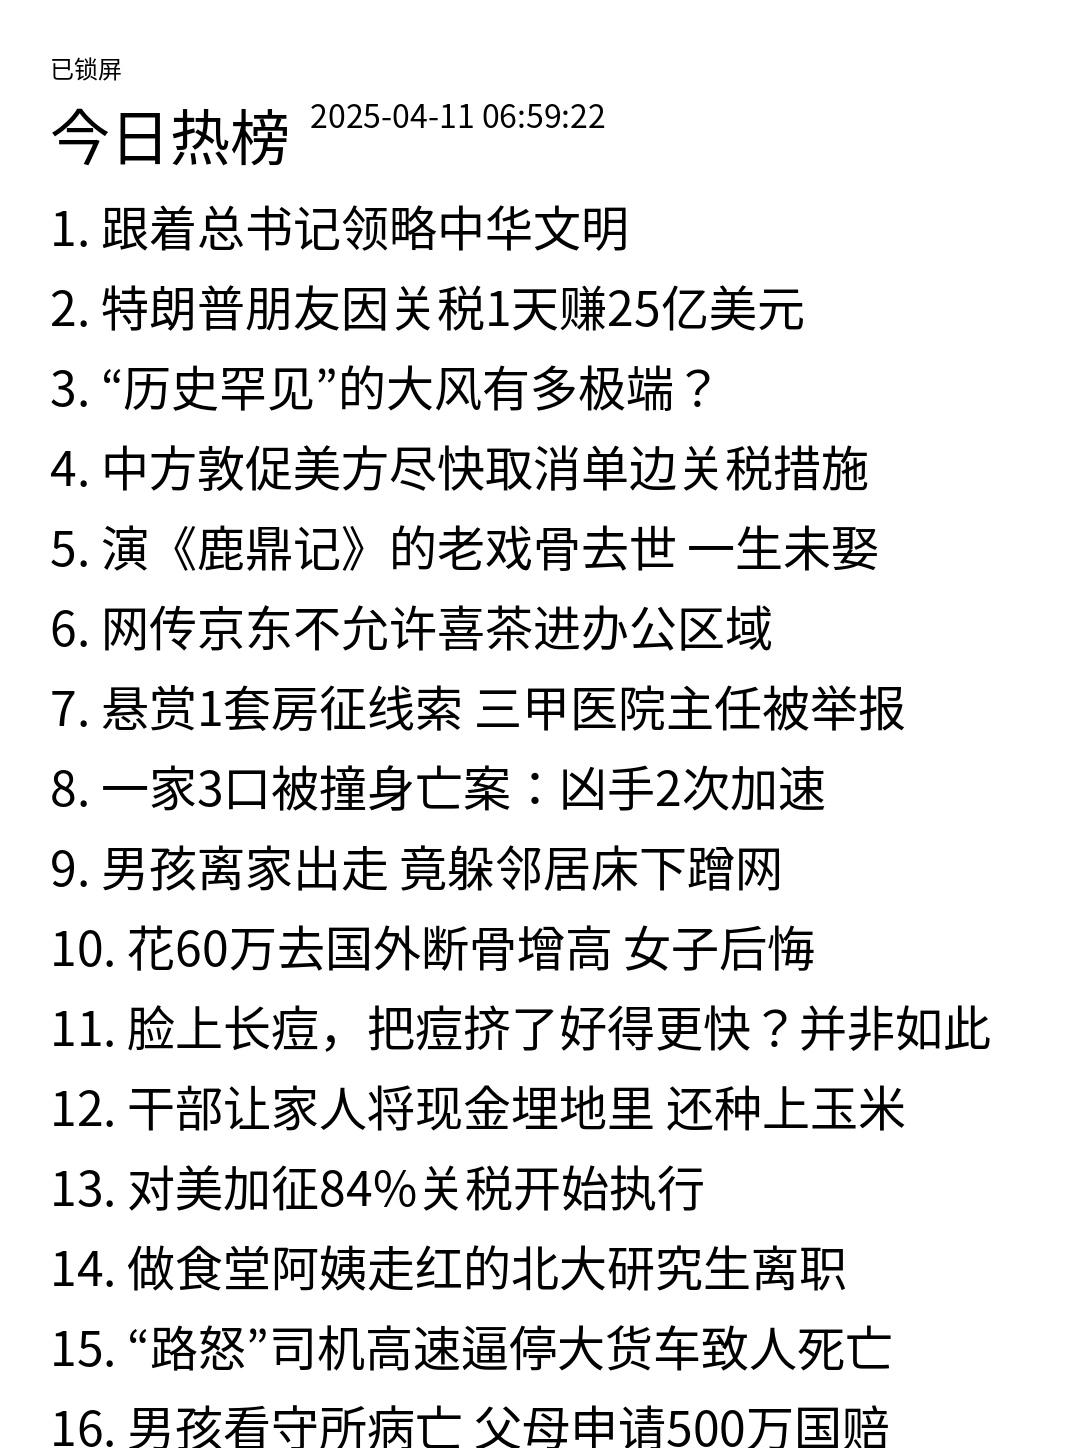 已锁屏
今日热榜 2025-04-11 06:59:22
1. 跟着总书记领略中华文明
2. 特朗普朋友因关税1天赚25亿美元
3. “历史罕见”的大风有多极端？
4. 中方敦促美方尽快取消单边关税措施
5. 演《鹿鼎记》的老戏骨去世 一生未娶
6. 网传京东不允许喜茶进办公区域
7. 悬赏1套房征线索 三甲医院主任被举报
8. 一家3口被撞身亡案：凶手2次加速
9. 男孩离家出走 竟躲邻居床下蹭网
10. 花60万去国外断骨增高 女子后悔
11. 脸上长痘，把痘挤了好得更快？并非如此
12. 干部让家人将现金埋地里 还种上玉米
13. 对美加征84%关税开始执行
14. 做食堂阿姨走红的北大研究生离职
15. “路怒”司机高速逼停大货车致人死亡
16. 男孩看守所病亡 父母申请500万国赔